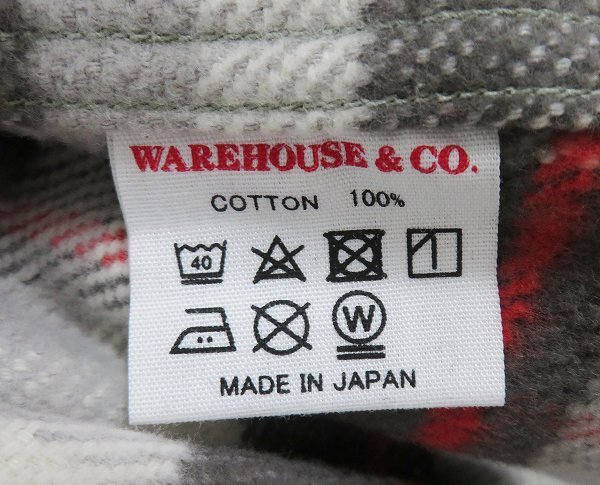 WAREHOUSE & CO.
COTTON 100%
40
W
MADE IN JAPAN